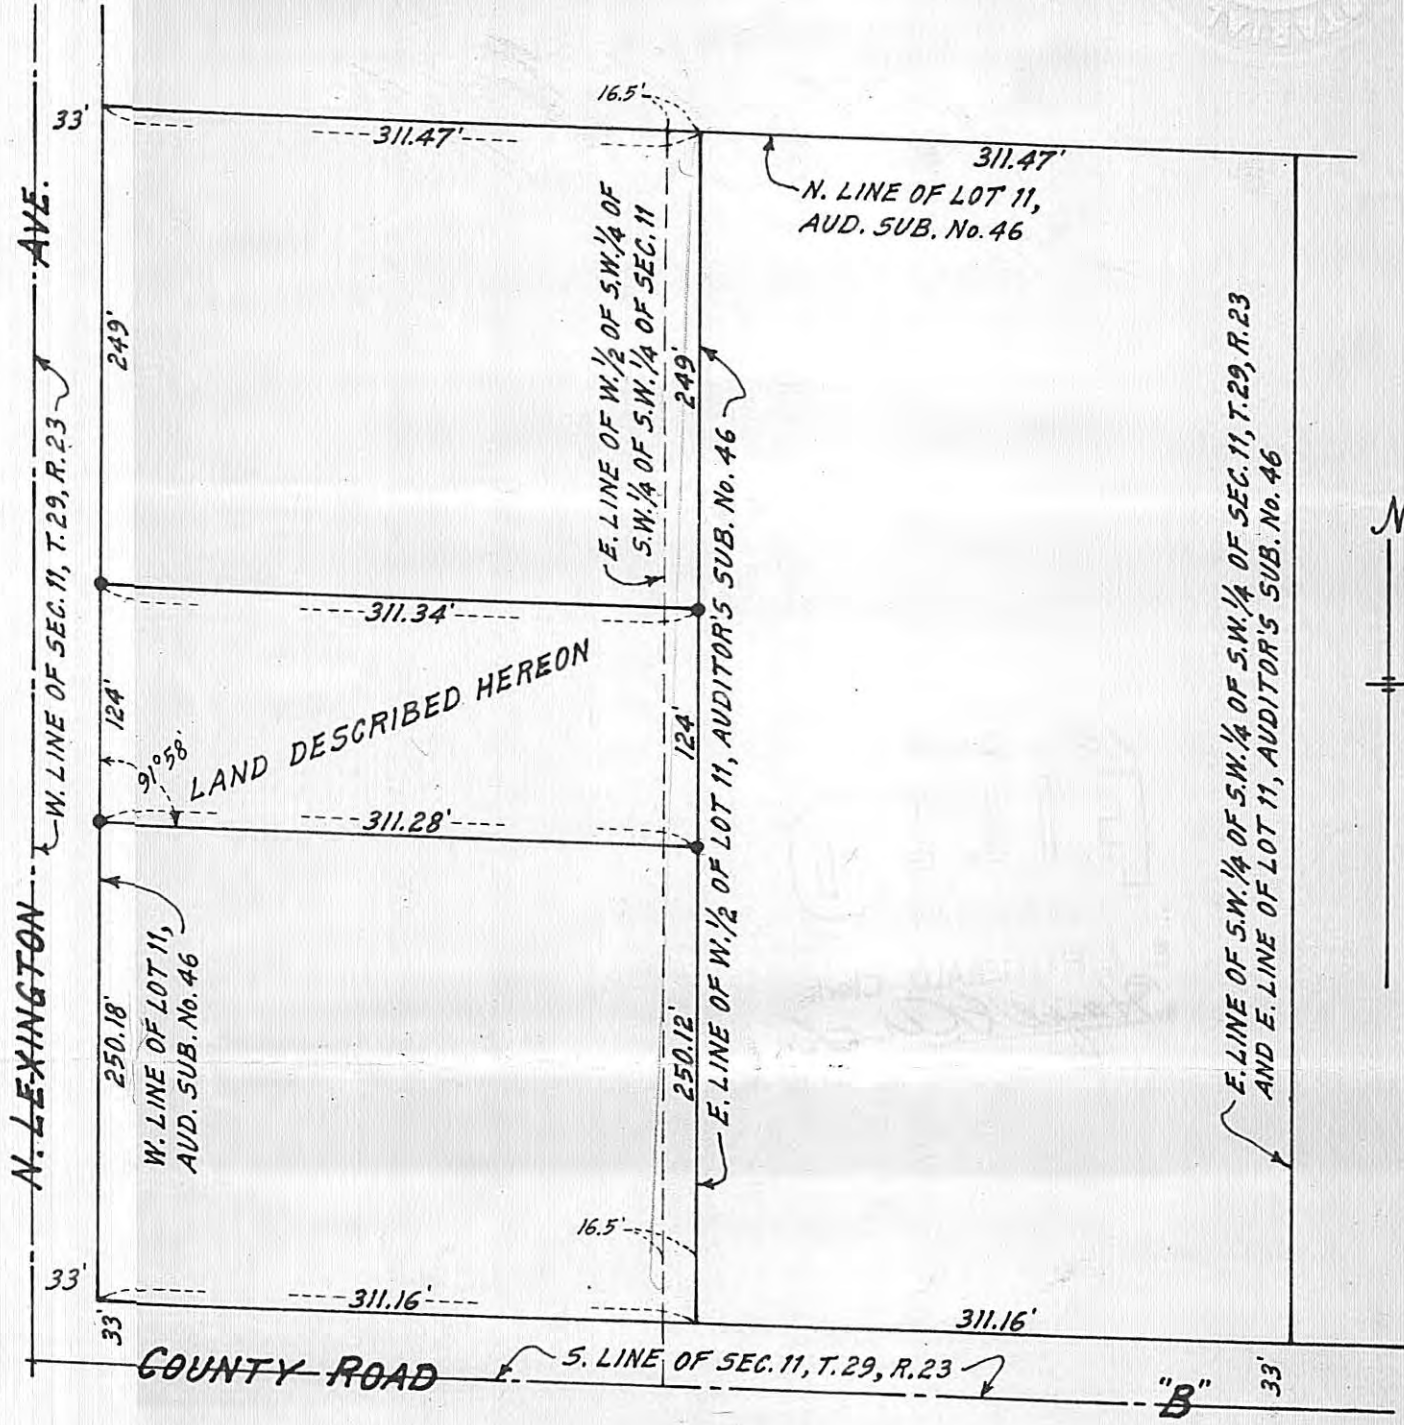 33'
16.5'
311.47'
311.47'
N. LINE OF LOT 11,
AUD. SUB. No. 46
N. LEXINGTON AVE.
W. LINE OF SEC. 11, T. 29, R. 23
249'
E. LINE OF W. 1/2 OF S.W. 1/4 OF
S.W. 1/4 OF S.W. 1/4 OF SEC. 11
249'
E. LINE OF W. 1/2 OF LOT 11, AUDITOR'S SUB. No. 46
E. LINE OF S.W. 1/4 OF S.W. 1/4 OF S.W. 1/4 OF SEC. 11, T. 29, R. 23
AND E. LINE OF LOT 11, AUDITOR'S SUB. No. 46
N
311.34'
124'
91°58'
LAND DESCRIBED HEREON
124'
311.28'
W. LINE OF LOT 11,
AUD. SUB. No. 46
250.18'
250.12'
16.5'
33'
311.16'
311.16'
33'
COUNTY ROAD
S. LINE OF SEC. 11, T. 29, R. 23
"B"
33'